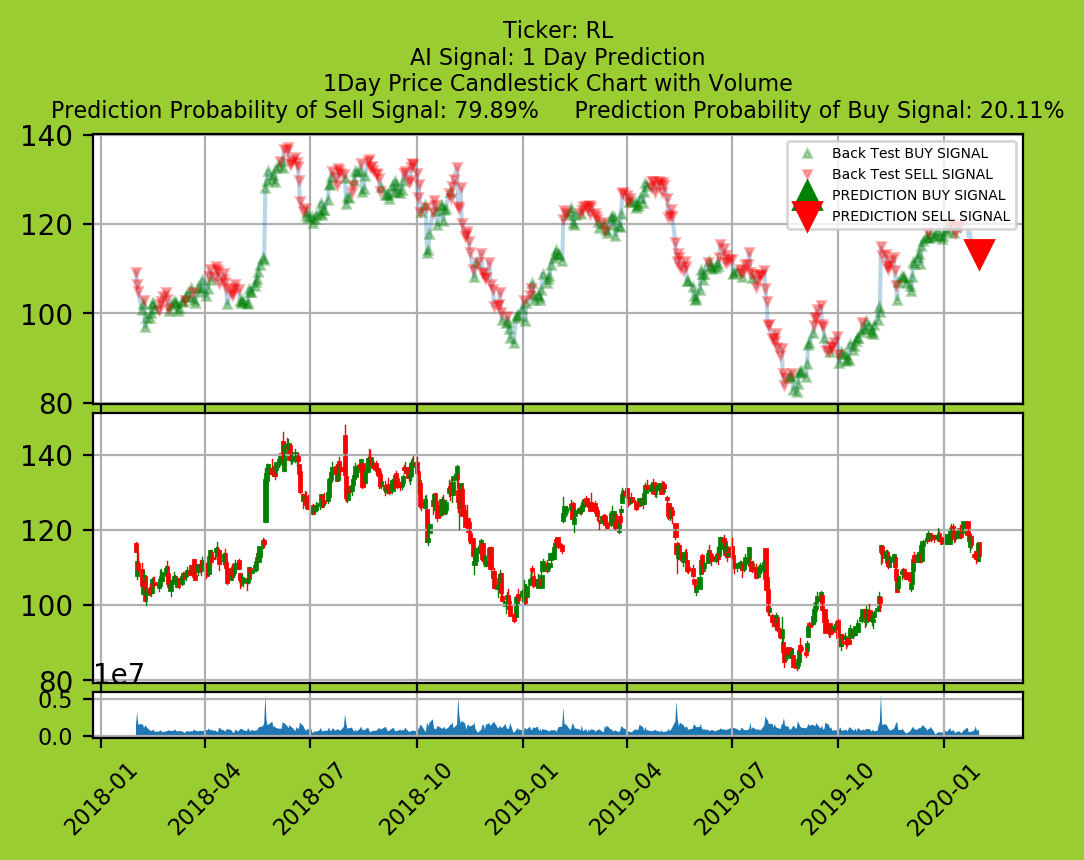 Ticker: RL
AI Signal: 1 Day Prediction
1Day Price Candlestick Chart with Volume
Prediction Probability of Sell Signal: 79.89% Prediction Probability of Buy Signal: 20.11%
140
120
100
80
Back Test BUY SIGNAL
Back Test SELL SIGNAL
PREDICTION BUY SIGNAL
PREDICTION SELL SIGNAL
140
120
100
80
1e7
0.5
0.0
2018-01
2018-04
2018-07
2018-10
2019-01
2019-04
2019-07
2019-10
2020-01